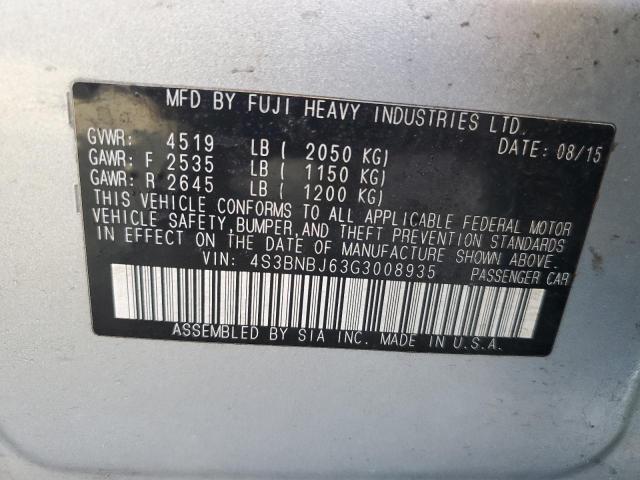 MFD BY FUJI HEAVY INDUSTRIES LTD.
GVWR: 4519 LB ( 2050 KG) DATE: 08/15
GAWR: F 2535 LB ( 1150 KG)
GAWR: R 2645 LB ( 1200 KG)
THIS VEHICLE CONFORMS TO ALL APPLICABLE FEDERAL MOTOR
VEHICLE SAFETY, BUMPER, AND THEFT PREVENTION STANDARDS
IN EFFECT ON THE DATE OF MANUFACTURE SHOWN ABOVE.
VIN: 4S3BNBJ63G3008935 PASSENGER CAR
ASSEMBLED BY SIA INC. MADE IN U.S.A.